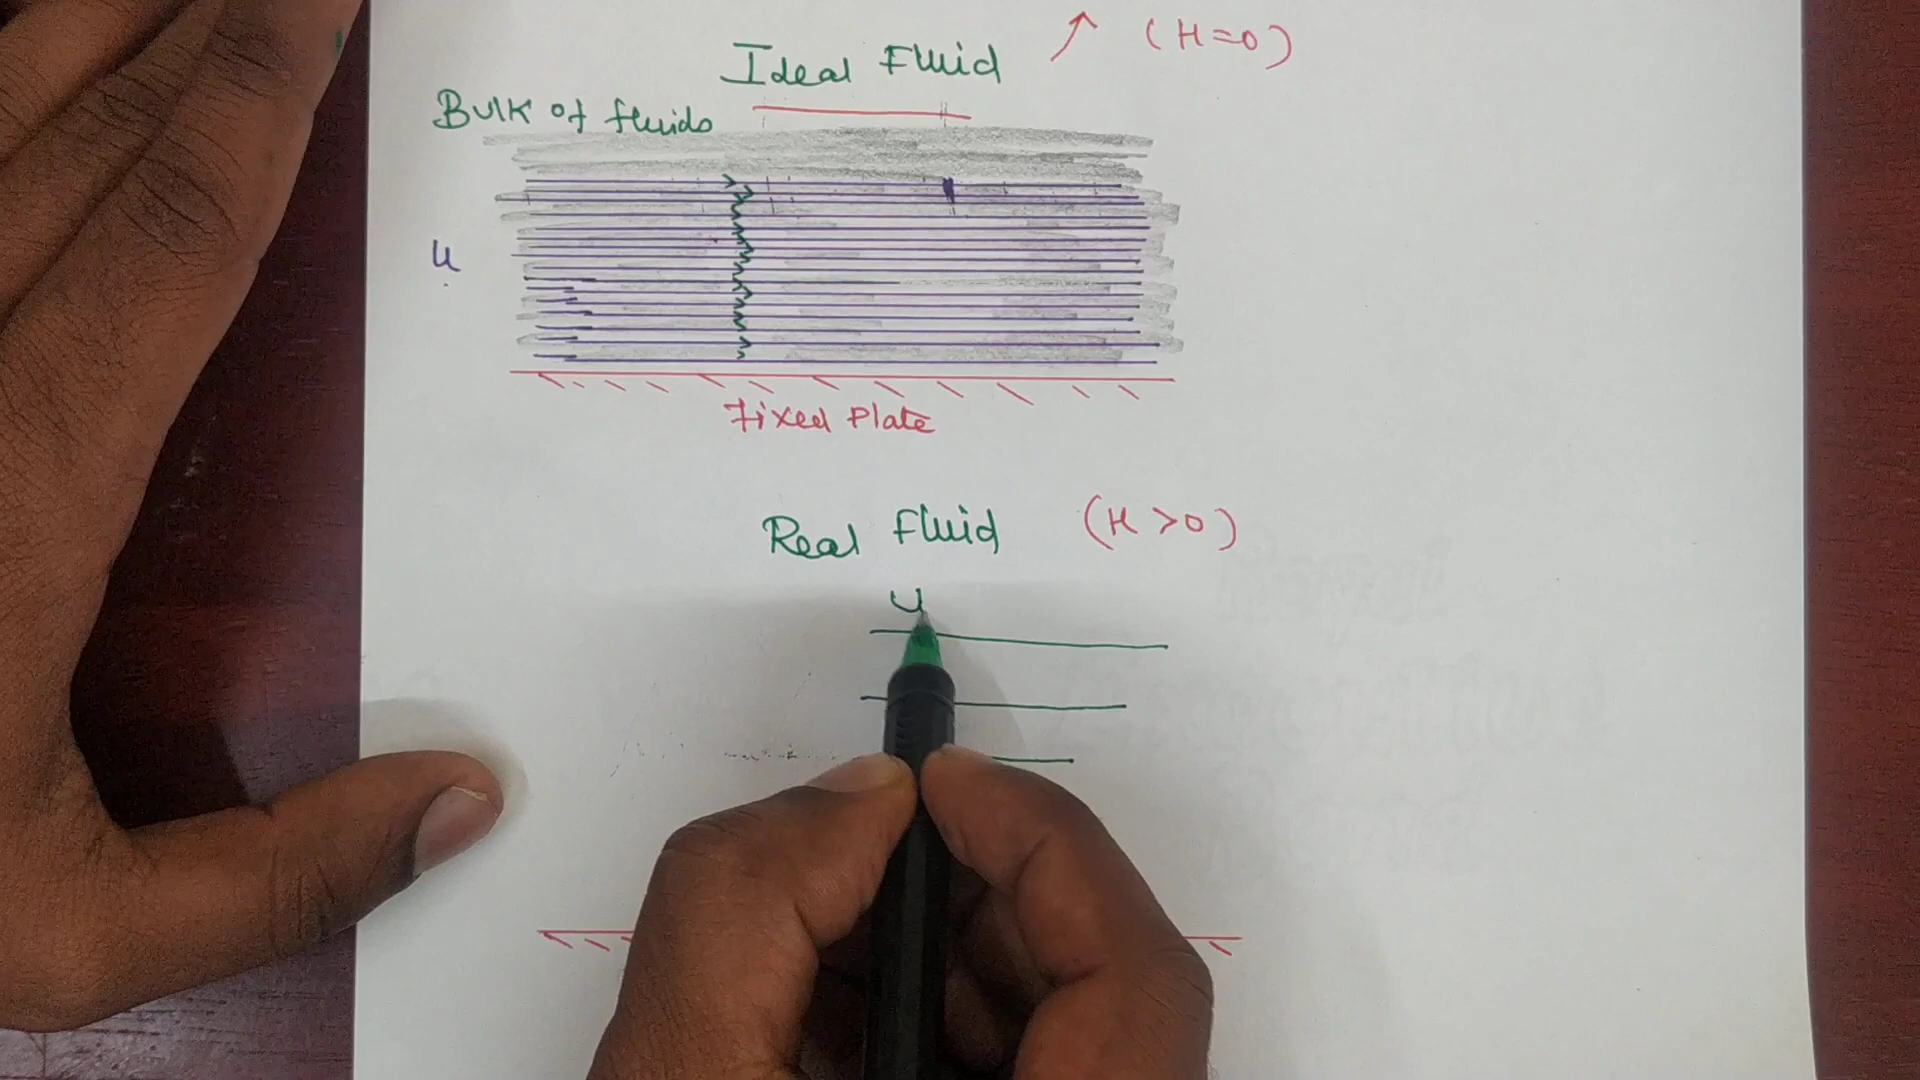 Ideal Fluid (μ=0)
Bulk of fluids
u
Fixed Plate
Real Fluid (μ>0)
u